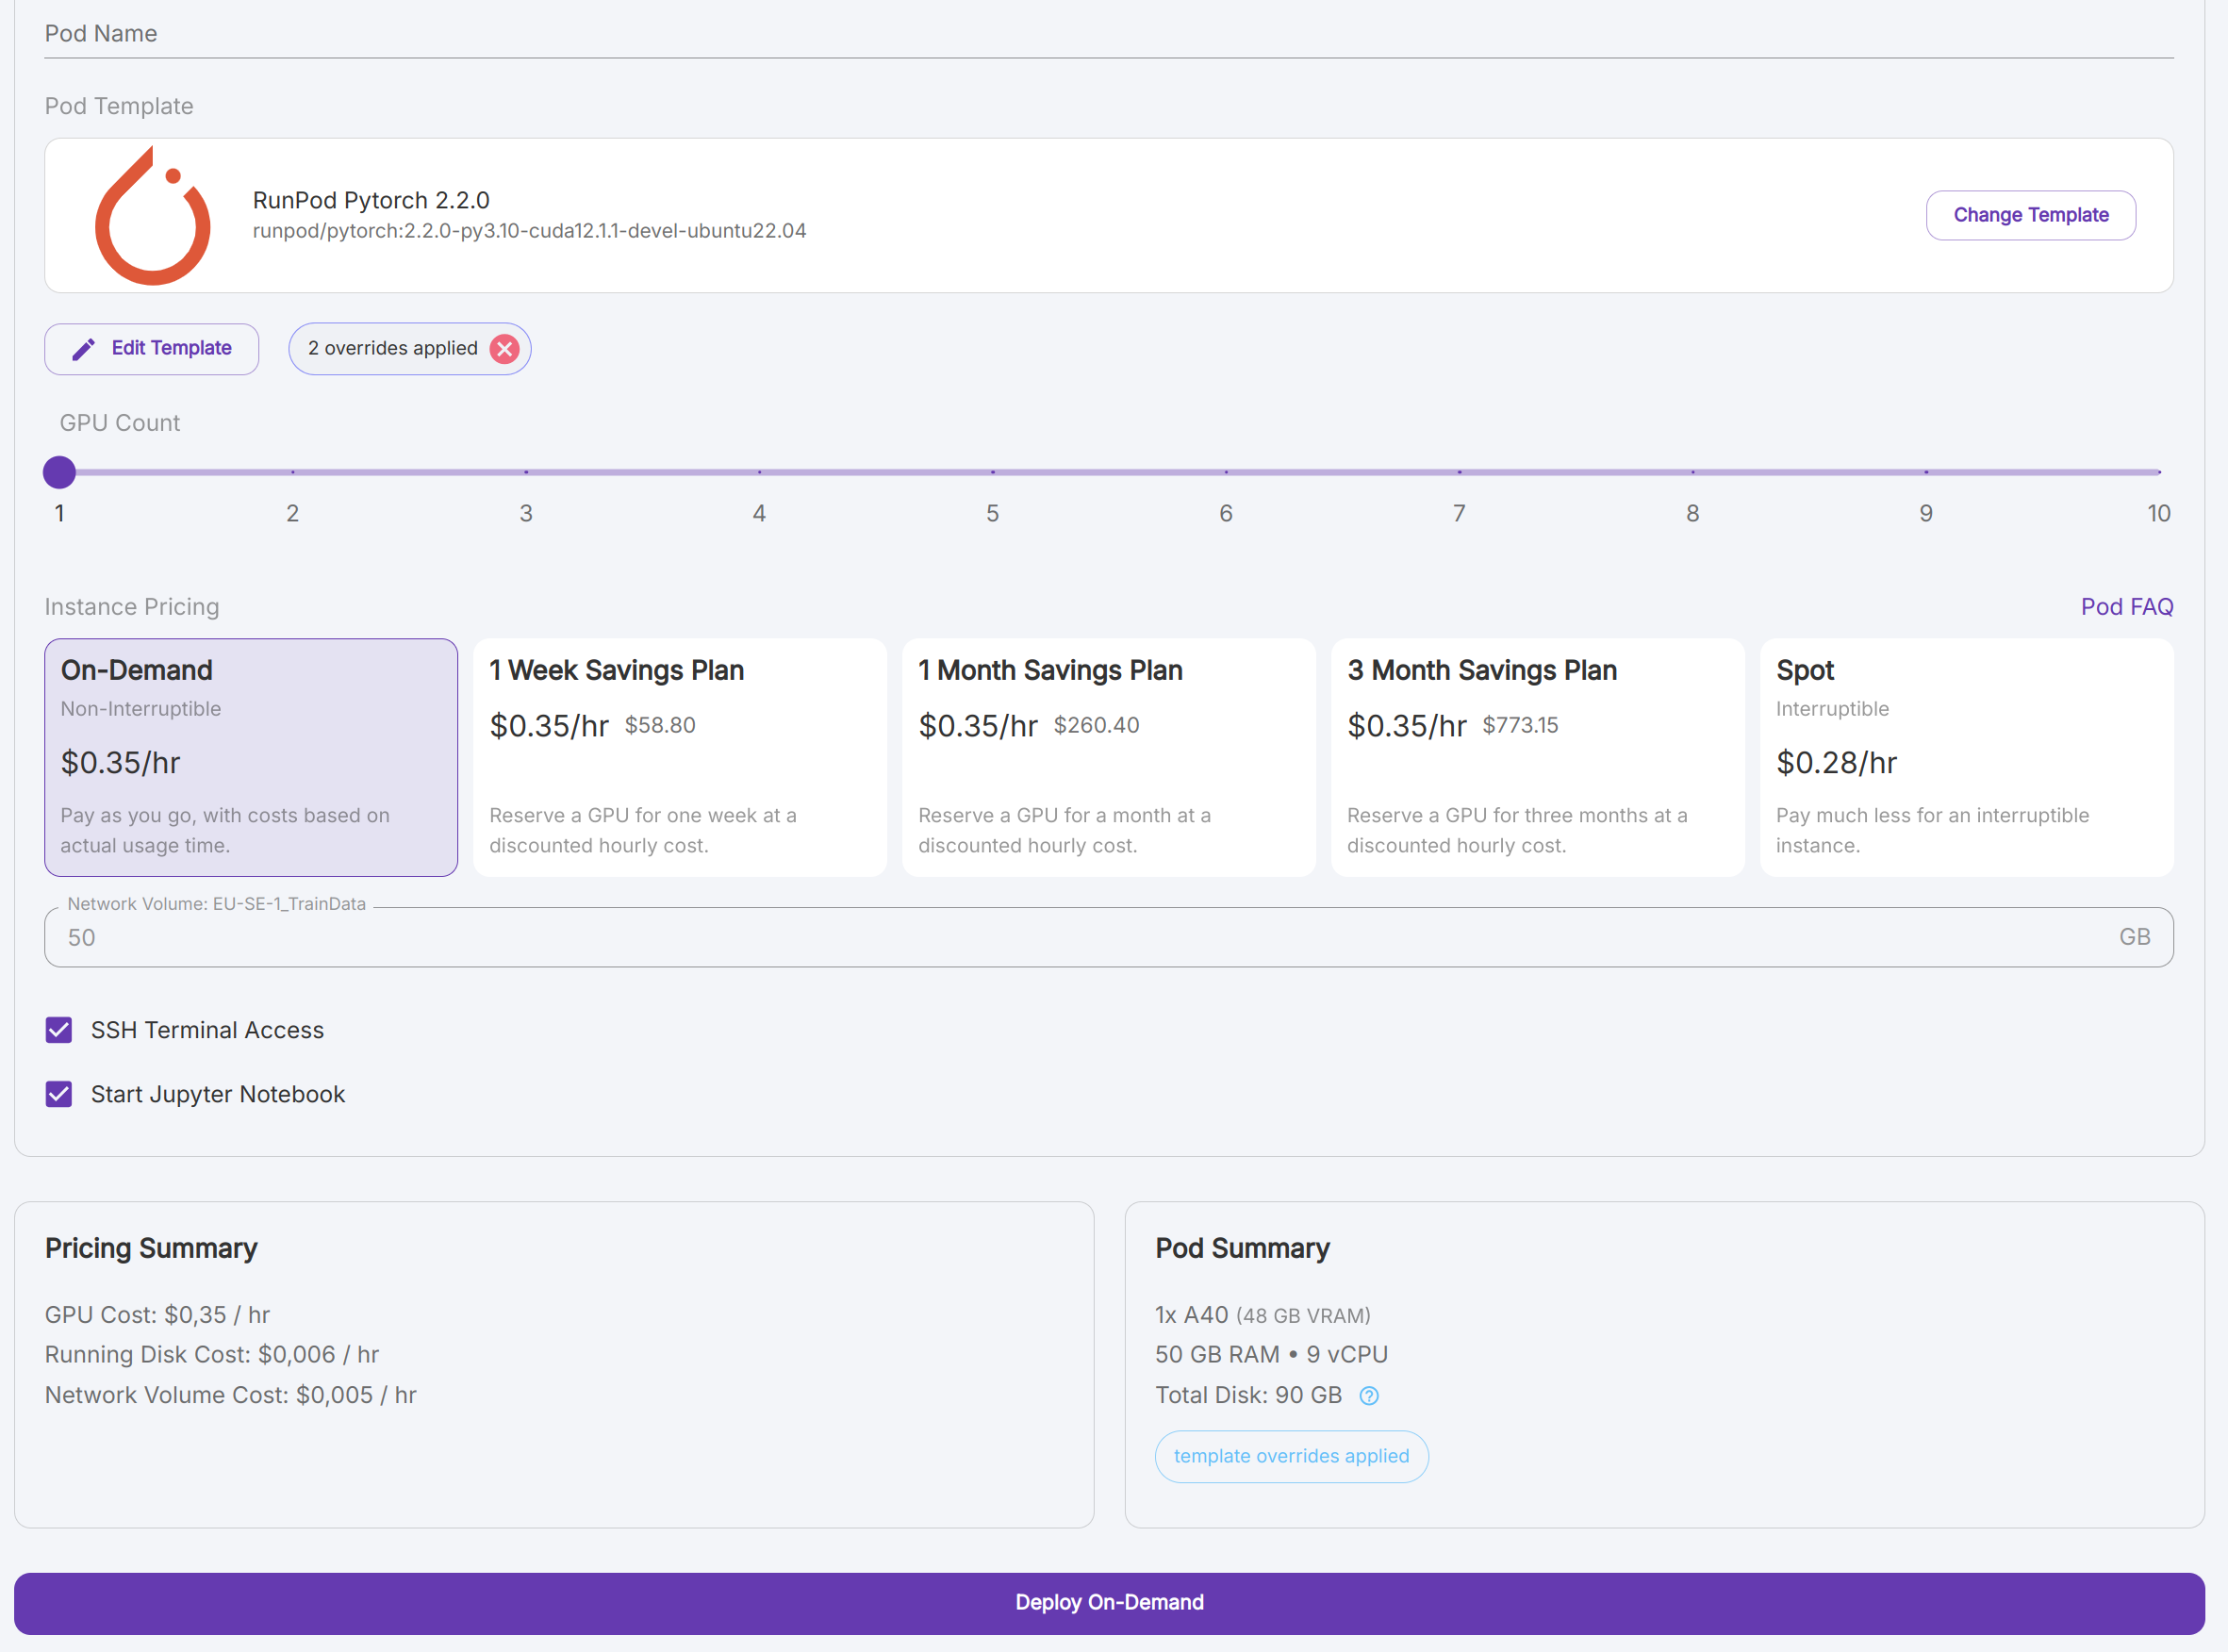 Pod Name
Pod Template
RunPod Pytorch 2.2.0
runpod/pytorch:2.2.0-py3.10-cuda12.1.1-devel-ubuntu22.04
Change Template
Edit Template
2 overrides applied
GPU Count
1 2 3 4 5 6 7 8 9 10
Instance Pricing
Pod FAQ
On-Demand
Non-Interruptible
$0.35/hr
Pay as you go, with costs based on
actual usage time.
1 Week Savings Plan
$0.35/hr $58.80
Reserve a GPU for one week at a
discounted hourly cost.
1 Month Savings Plan
$0.35/hr $260.40
Reserve a GPU for a month at a
discounted hourly cost.
3 Month Savings Plan
$0.35/hr $773.15
Reserve a GPU for three months at a
discounted hourly cost.
Spot
Interruptible
$0.28/hr
Pay much less for an interruptible
instance.
Network Volume: EU-SE-1_TrainData
50 GB
SSH Terminal Access
Start Jupyter Notebook
Pricing Summary
GPU Cost: $0,35 / hr
Running Disk Cost: $0,006 / hr
Network Volume Cost: $0,005 / hr
Pod Summary
1x A40 (48 GB VRAM)
50 GB RAM • 9 vCPU
Total Disk: 90 GB ?
template overrides applied
Deploy On-Demand